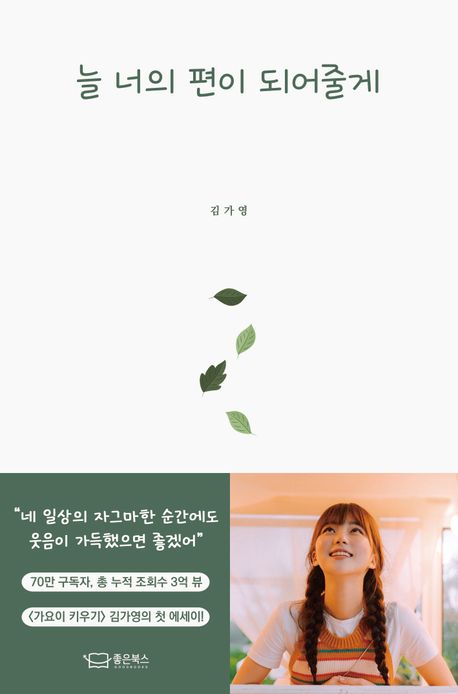 늘 너의 편이 되어줄게
김가영
“네 일상의 자그마한 순간에도
웃음이 가득했으면 좋겠어”
70만 구독자, 총 누적 조회수 3억 뷰
〈가요이 키우기〉 김가영의 첫 에세이!
좋은북스
GOODBOOKS